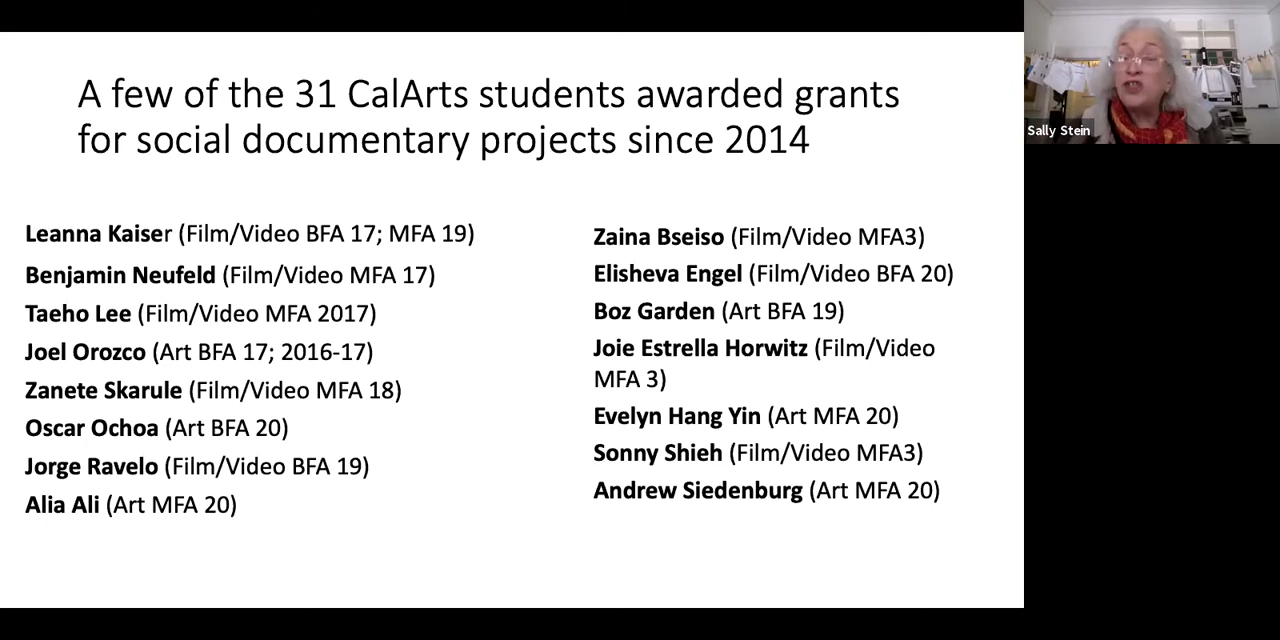 A few of the 31 CalArts students awarded grants
for social documentary projects since 2014
Leanna Kaiser (Film/Video BFA 17; MFA 19)
Benjamin Neufeld (Film/Video MFA 17)
Taeho Lee (Film/Video MFA 2017)
Joel Orozco (Art BFA 17; 2016-17)
Zanete Skarule (Film/Video MFA 18)
Oscar Ochoa (Art BFA 20)
Jorge Ravelo (Film/Video BFA 19)
Alia Ali (Art MFA 20)
Zaina Bseiso (Film/Video MFA3)
Elisheva Engel (Film/Video BFA 20)
Boz Garden (Art BFA 19)
Joie Estrella Horwitz (Film/Video
MFA 3)
Evelyn Hang Yin (Art MFA 20)
Sonny Shieh (Film/Video MFA3)
Andrew Siedenburg (Art MFA 20)
Sally Stein